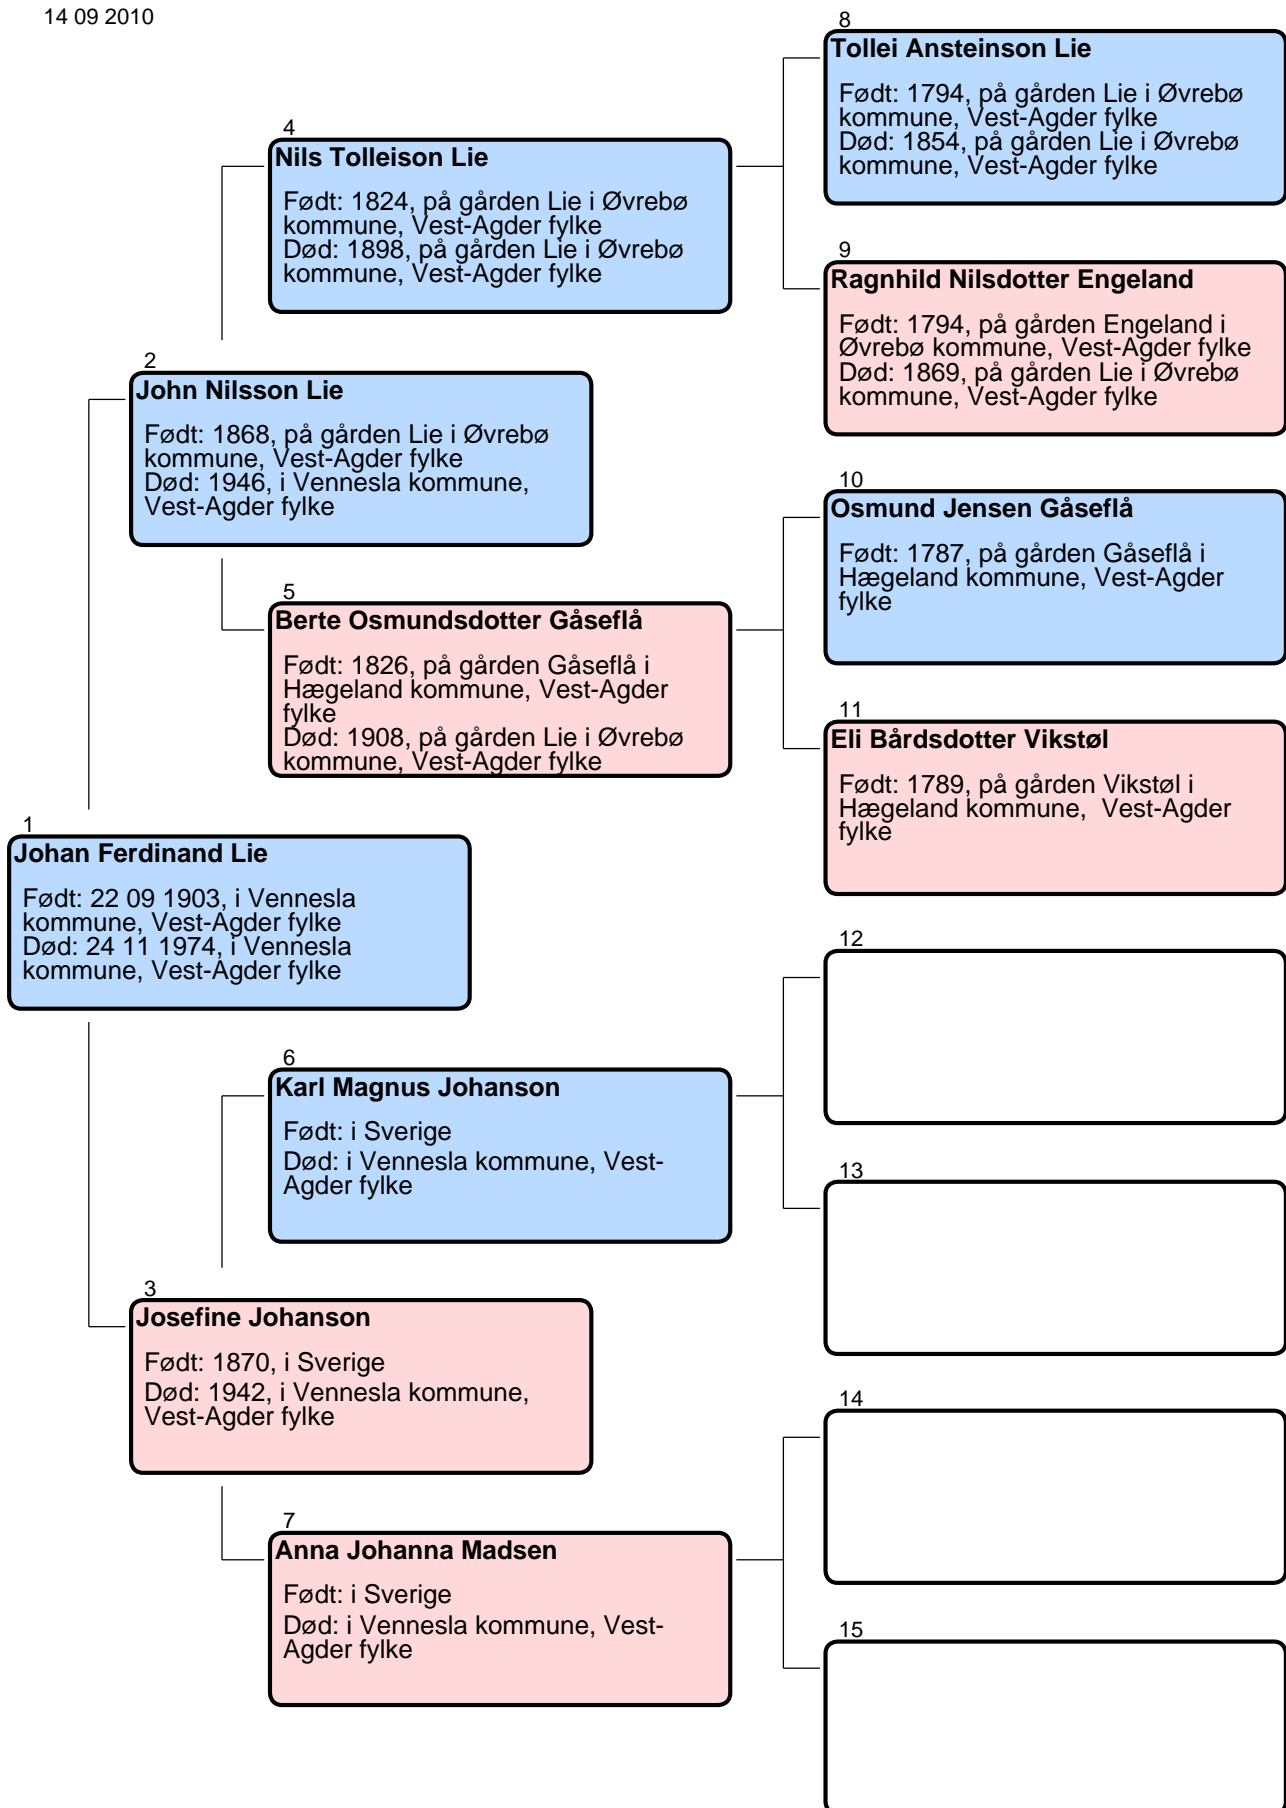 14 09 2010
8
Tollei Ansteinson Lie
Født: 1794, på gården Lie i Øvrebø
kommune, Vest-Agder fylke
Død: 1854, på gården Lie i Øvrebø
kommune, Vest-Agder fylke
4
Nils Tolleison Lie
Født: 1824, på gården Lie i Øvrebø
kommune, Vest-Agder fylke
Død: 1898, på gården Lie i Øvrebø
kommune, Vest-Agder fylke
9
Ragnhild Nilsdotter Engeland
Født: 1794, på gården Engeland i
Øvrebø kommune, Vest-Agder fylke
Død: 1869, på gården Lie i Øvrebø
kommune, Vest-Agder fylke
2
John Nilsson Lie
Født: 1868, på gården Lie i Øvrebø
kommune, Vest-Agder fylke
Død: 1946, i Vennesla kommune,
Vest-Agder fylke
10
Osmund Jensen Gåseflå
Født: 1787, på gården Gåseflå i
Hægeland kommune, Vest-Agder
fylke
5
Berte Osmundsdotter Gåseflå
Født: 1826, på gården Gåseflå i
Hægeland kommune, Vest-Agder
fylke
Død: 1908, på gården Lie i Øvrebø
kommune, Vest-Agder fylke
11
Eli Bårdsdotter Vikstøl
Født: 1789, på gården Vikstøl i
Hægeland kommune,  Vest-Agder
fylke
1
Johan Ferdinand Lie
Født: 22 09 1903, i Vennesla
kommune, Vest-Agder fylke
Død: 24 11 1974, i Vennesla
kommune, Vest-Agder fylke
12
6
Karl Magnus Johanson
Født: i Sverige
Død: i Vennesla kommune, Vest-
Agder fylke
13
3
Josefine Johanson
Født: 1870, i Sverige
Død: 1942, i Vennesla kommune,
Vest-Agder fylke
14
7
Anna Johanna Madsen
Født: i Sverige
Død: i Vennesla kommune, Vest-
Agder fylke
15